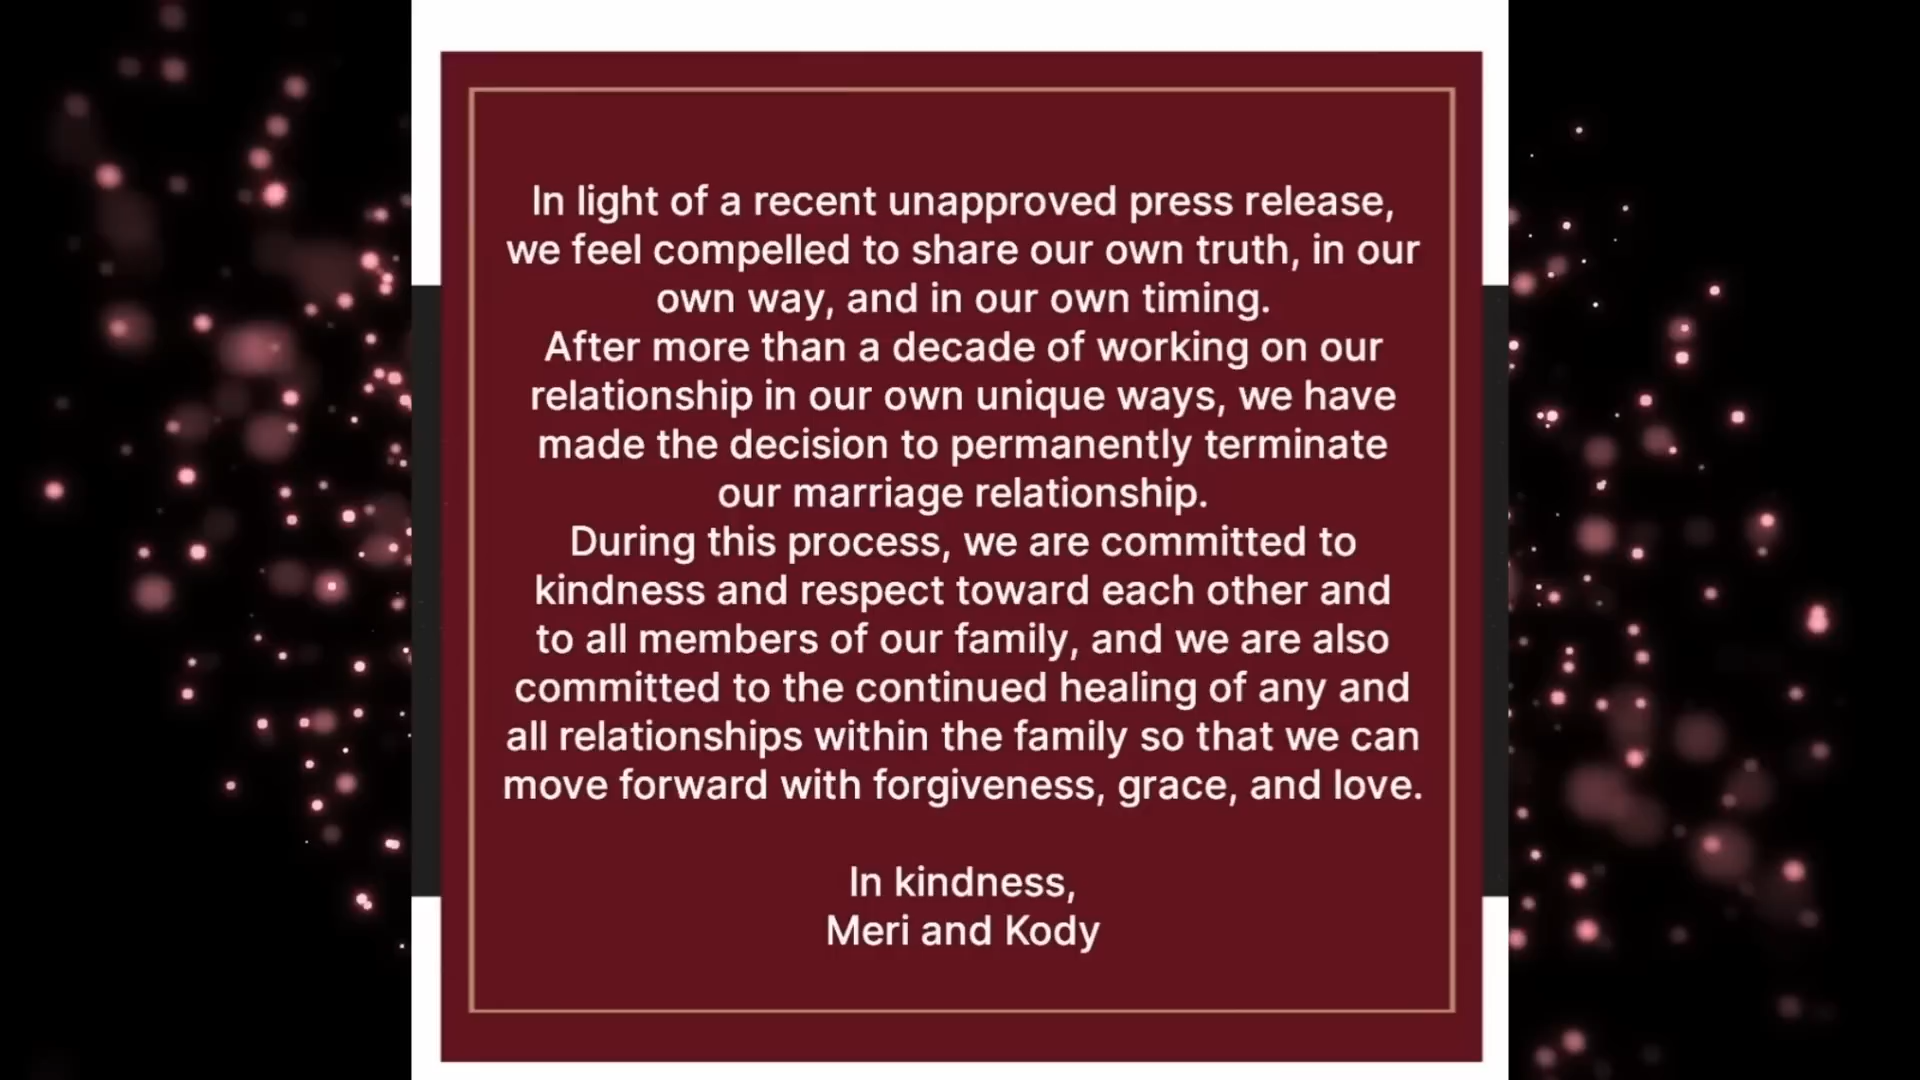 In light of a recent unapproved press release,
we feel compelled to share our own truth, in our
own way, and in our own timing.
After more than a decade of working on our
relationship in our own unique ways, we have
made the decision to permanently terminate
our marriage relationship.
During this process, we are committed to
kindness and respect toward each other and
to all members of our family, and we are also
committed to the continued healing of any and
all relationships within the family so that we can
move forward with forgiveness, grace, and love.
In kindness,
Meri and Kody